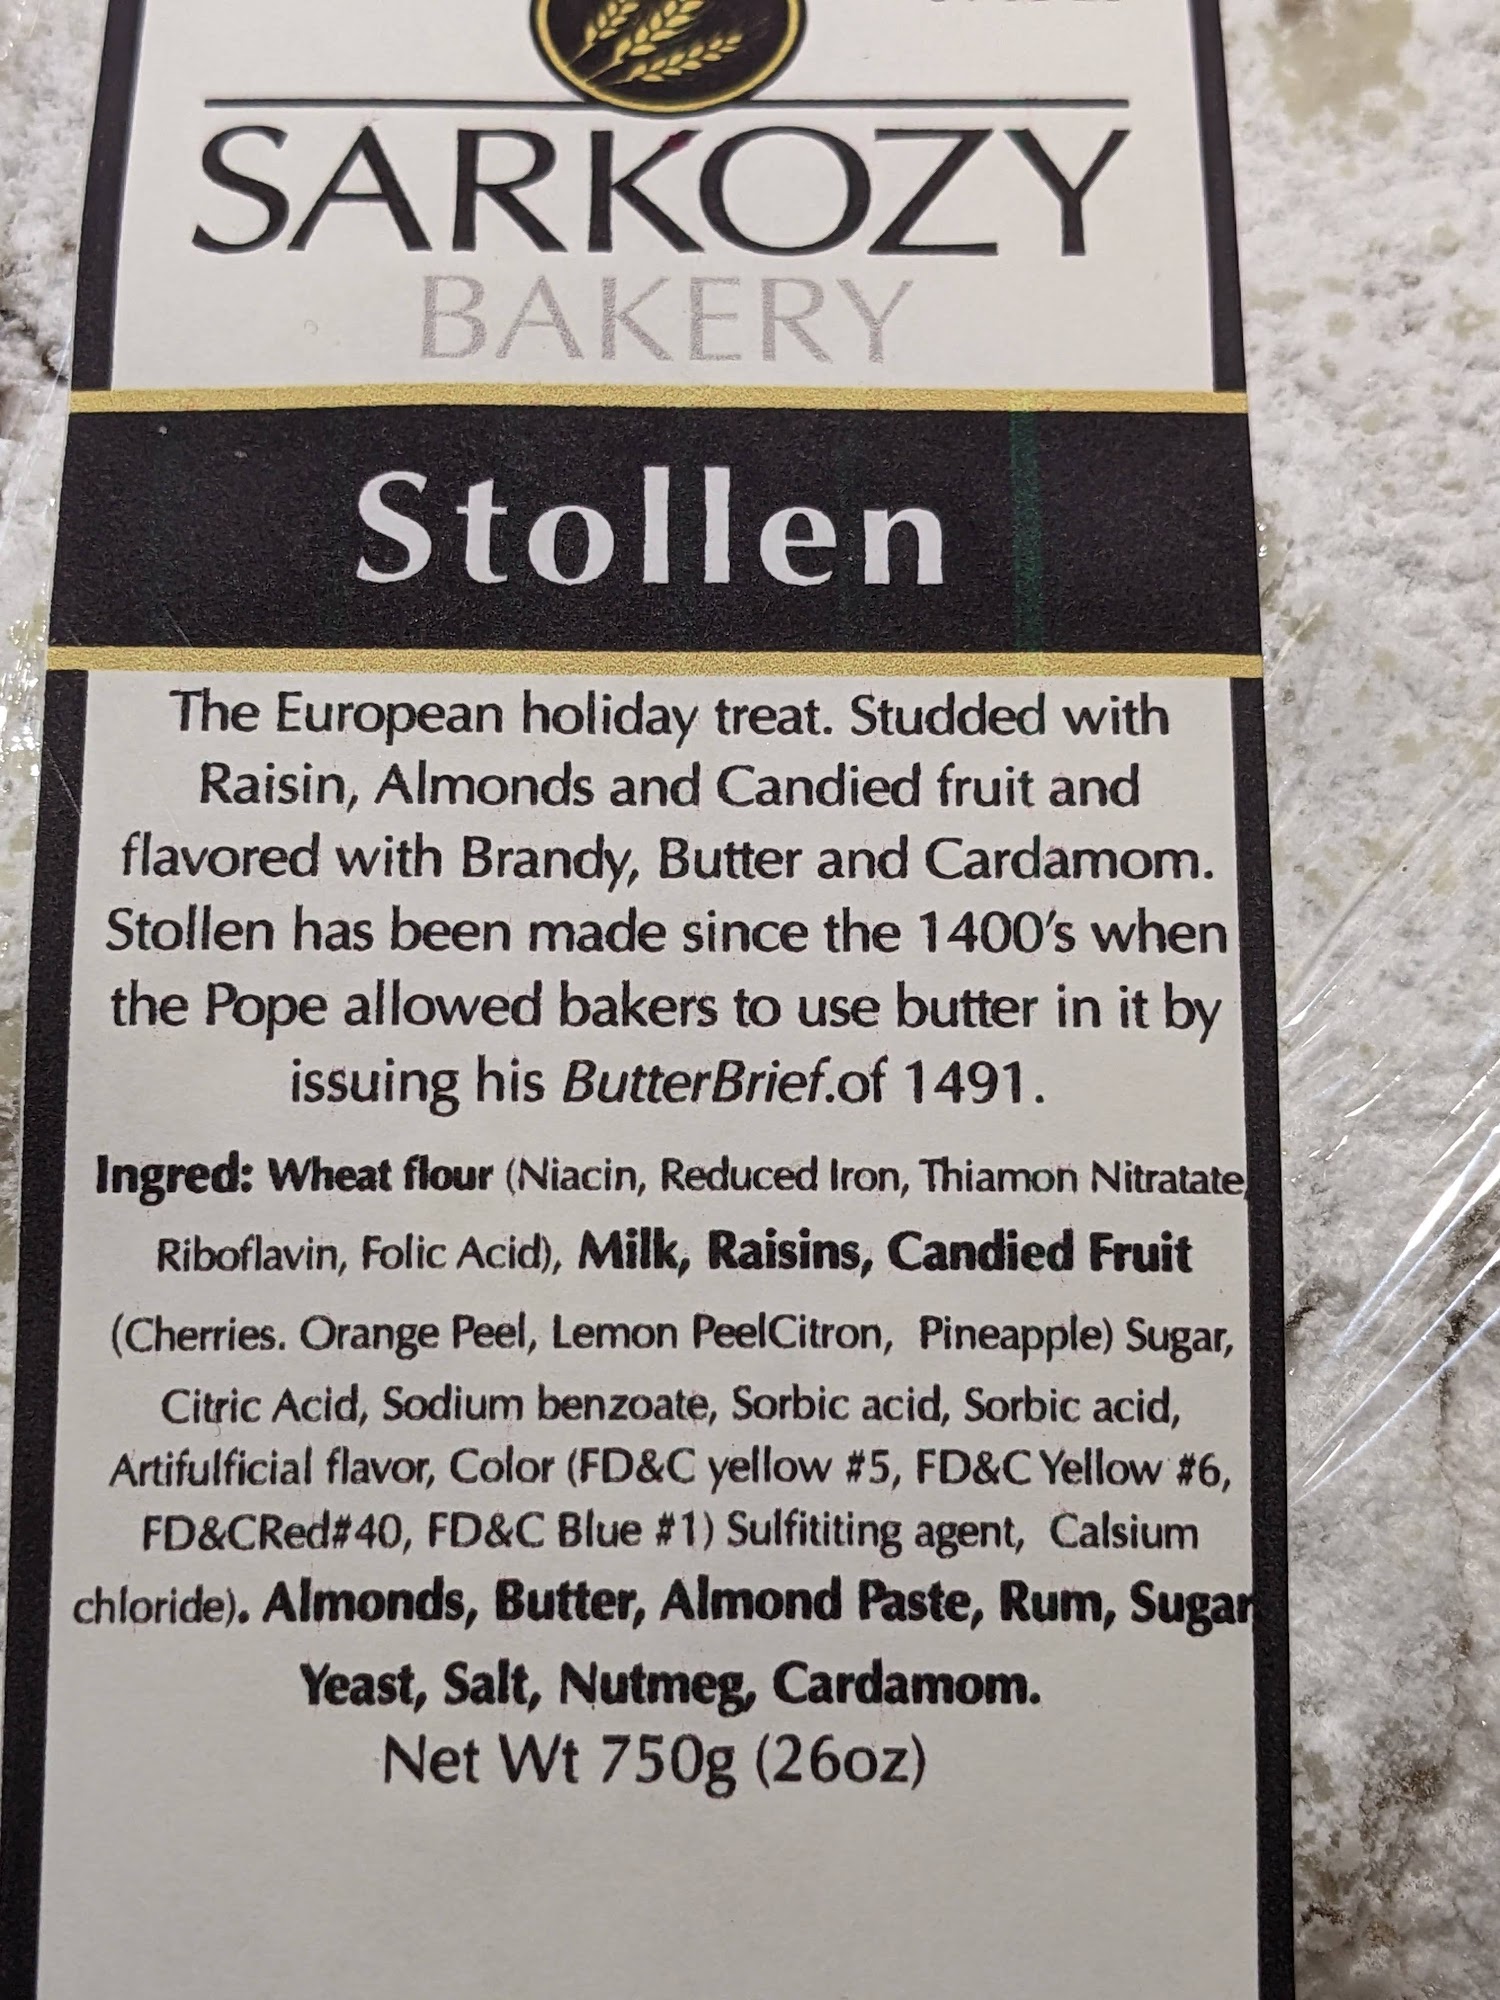 SARKOZY
BAKERY
Stollen
The European holiday treat. Studded with
Raisin, Almonds and Candied fruit and
flavored with Brandy, Butter and Cardamom.
Stollen has been made since the 1400's when
the Pope allowed bakers to use butter in it by
issuing his ButterBrief.of 1491.
Ingred: Wheat flour (Niacin, Reduced Iron, Thiamon Nitratate,
Riboflavin, Folic Acid), Milk, Raisins, Candied Fruit
(Cherries. Orange Peel, Lemon PeelCitron, Pineapple) Sugar,
Citric Acid, Sodium benzoate, Sorbic acid, Sorbic acid,
Artifulficial flavor, Color (FD&C yellow #5, FD&C Yellow #6,
FD&CRed#40, FD&C Blue #1) Sulfititing agent, Calsium
chloride). Almonds, Butter, Almond Paste, Rum, Sugar
Yeast, Salt, Nutmeg, Cardamom.
Net Wt 750g (26oz)